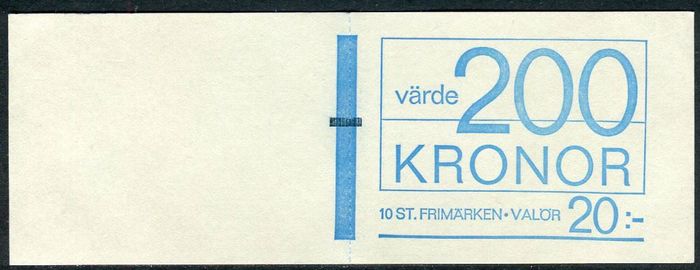 värde 200
KRONOR
10 ST. FRIMÄRKEN • VALÖR 20:-